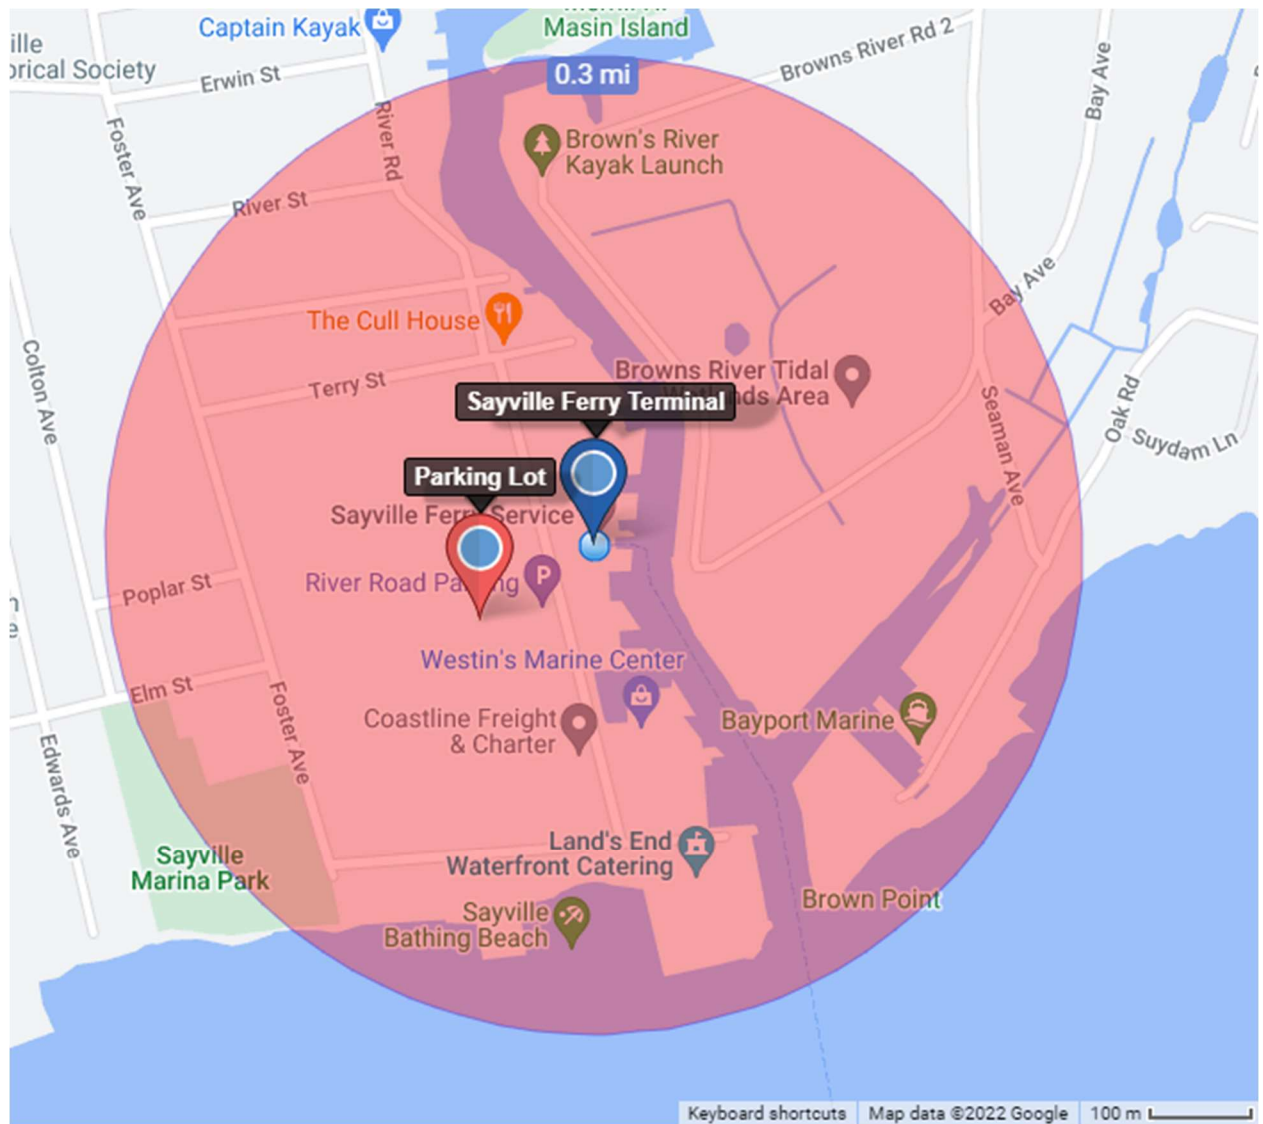 Captain Kayak
Masin Island
ille
orical Society
Erwin St
0.3 mi
Browns River Rd 2
Bay Ave
River Rd
Foster Ave
Brown's River
Kayak Launch
River St
Bay Ave
The Cull House
Colton Ave
Terry St
Browns River Tidal
Wetlands Area
Sayville Ferry Terminal
Oak Rd
Seaman Ave
Suydam Ln
Parking Lot
Sayville Ferry Service
River Road Parking
P
Poplar St
Westin's Marine Center
Elm St
Foster Ave
Coastline Freight
& Charter
Bayport Marine
Edwards Ave
Land's End
Waterfront Catering
Sayville
Marina Park
Brown Point
Sayville
Bathing Beach
Keyboard shortcuts
Map data ©2022 Google
100 m